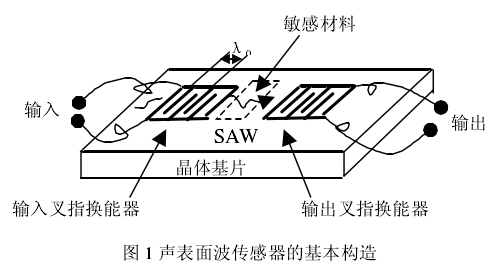 敏感材料
λo
输入
输出
SAW
晶体基片
输入叉指换能器
输出叉指换能器
图 1 声表面波传感器的基本构造